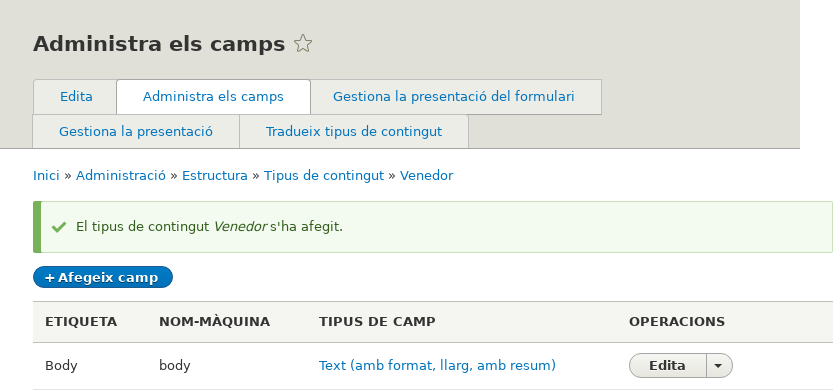 Administra els camps
Edita Administra els camps Gestiona la presentació del formulari
Gestiona la presentació Tradueix tipus de contingut
Inici » Administració » Estructura » Tipus de contingut » Venedor
El tipus de contingut Venedor s'ha afegit.
+ Afegeix camp
ETIQUETA NOM-MÀQUINA TIPUS DE CAMP OPERACIONS
Body body Text (amb format, llarg, amb resum) Edita